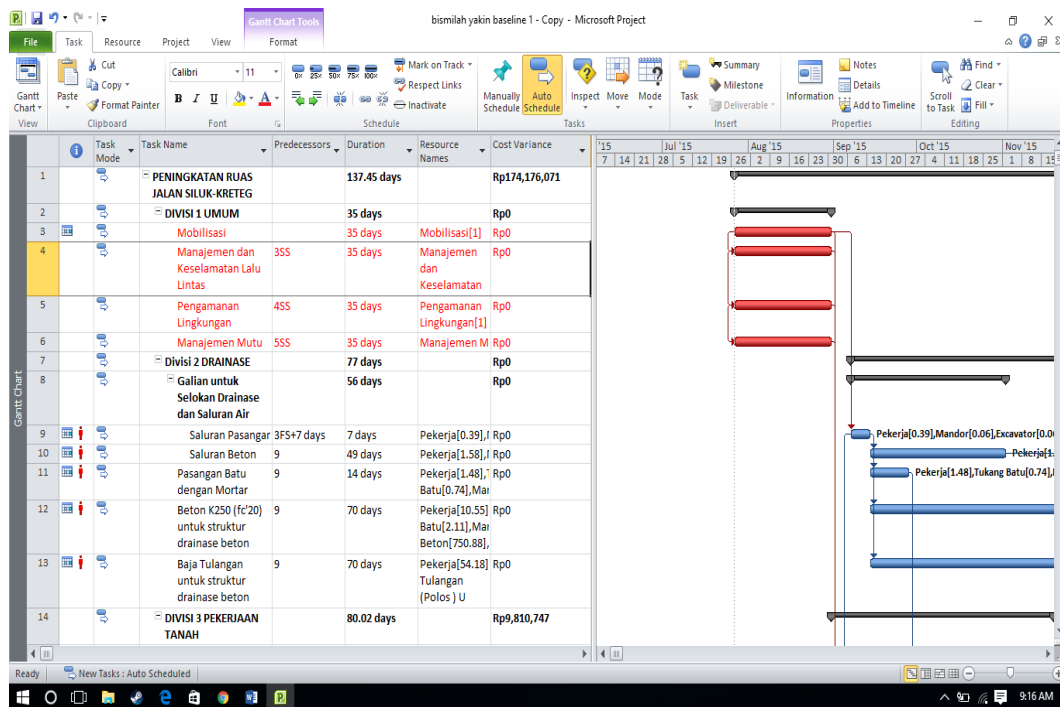 Gantt Chart Tools
bismilah yakin baseline 1 - Copy - Microsoft Project
File Task Resource Project View Format
Gantt Chart
View
Paste
Cut
Copy
Format Painter
Clipboard
Calibri 11
B I U A
Font
0% 25% 50% 75% 100%
Mark on Track
Respect Links
Inactivate
Schedule
Manually Schedule
Auto Schedule
Inspect
Move
Mode
Tasks
Task
Summary
Milestone
Deliverable
Insert
Information
Notes
Details
Add to Timeline
Properties
Scroll to Task
Find
Clear
Fill
Editing
Task Mode Task Name Predecessors Duration Resource Names Cost Variance
'15 Jul '15 Aug '15 Sep '15 Oct '15 Nov '15
7 14 21 28 5 12 19 26 2 9 16 23 30 6 13 20 27 4 11 18 25 1 8 15
1 PENINGKATAN RUAS JALAN SILUK-KRETEG 137.45 days Rp174,176,071
2 DIVISI 1 UMUM 35 days Rp0
3 Mobilisasi 35 days Mobilisasi[1] Rp0
4 Manajemen dan Keselamatan Lalu Lintas 3SS 35 days Manajemen dan Keselamatan Rp0
5 Pengamanan Lingkungan 4SS 35 days Pengamanan Lingkungan[1] Rp0
6 Manajemen Mutu 5SS 35 days Manajemen M Rp0
7 Divisi 2 DRAINASE 77 days Rp0
8 Galian untuk Selokan Drainase dan Saluran Air 56 days Rp0
9 Saluran Pasangar 3FS+7 days 7 days Pekerja[0.39], Rp0
Pekerja[0.39],Mandor[0.06],Excavator[0.0
10 Saluran Beton 9 49 days Pekerja[1.58], Rp0
Pekerja[1.
11 Pasangan Batu dengan Mortar 9 14 days Pekerja[1.48], Batu[0.74],Mar Rp0
Pekerja[1.48],Tukang Batu[0.74],
12 Beton K250 (fc'20) untuk struktur drainase beton 9 70 days Pekerja[10.55] Batu[2.11],Mar Beton[750.88], Rp0
13 Baja Tulangan untuk struktur drainase beton 9 70 days Pekerja[54.18] Tulangan (Polos ) U Rp0
14 DIVISI 3 PEKERJAAN TANAH 80.02 days Rp9,810,747
Gantt Chart
Ready New Tasks : Auto Scheduled
9:16 AM